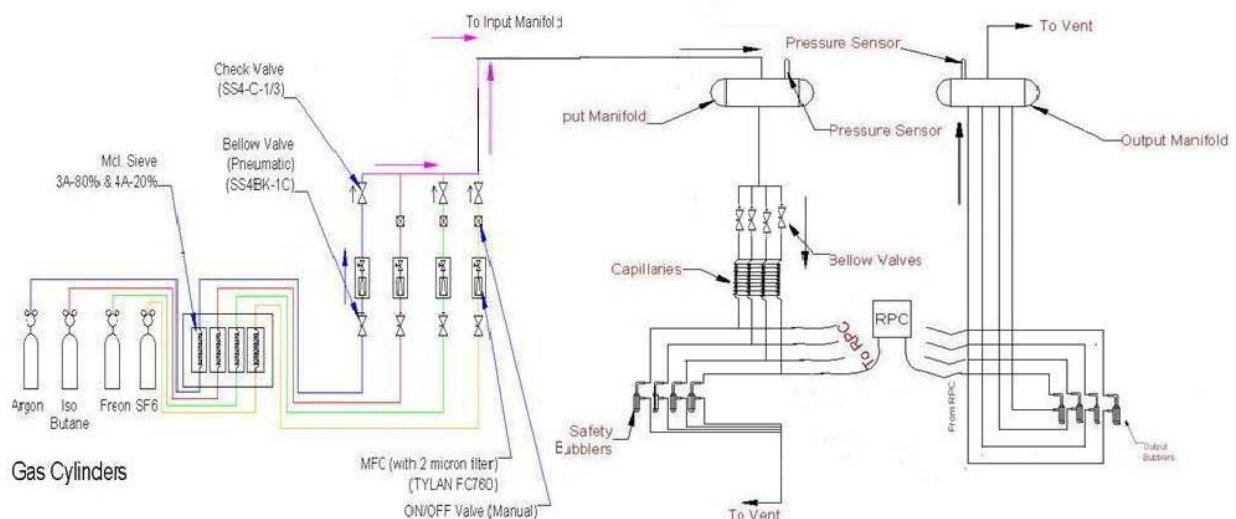 To Input Manifold
Check Valve
(SS4-C-1/3)
Bellow Valve
(Pneumatic)
(SS4BK-1C)
Mcl. Sieve
3A-80% & 4A-20%
Argon
Iso
Butane
Freon
SF6
Gas Cylinders
MFC (with 2 micron filter)
(TYLAN FC760)
ON/OFF Valve (Manual)
put Manifold
Pressure Sensor
Pressure Sensor
To Vent
Output Manifold
Bellow Valves
Capillaries
RPC
To RPC
From RPC
Safety
Bubblers
Output
Bubblers
To Vent